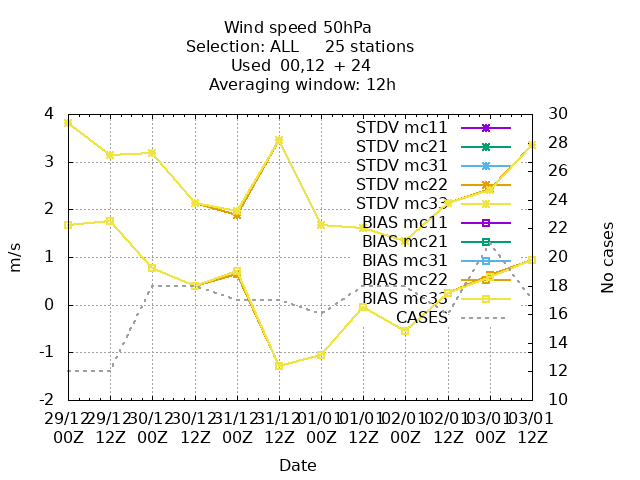 Wind speed 50hPa
Selection: ALL 25 stations
Used 00,12 + 24
Averaging window: 12h
4
3
2
1
0
-1
-2
m/s
30
28
26
24
22
20
18
16
14
12
10
No cases
STDV mc11
STDV mc21
STDV mc31
STDV mc22
STDV mc33
BIAS mc11
BIAS mc21
BIAS mc31
BIAS mc22
BIAS mc33
CASES
29/12 29/12 30/12 30/12 31/12 31/12 01/01 01/01 02/01 02/01 03/01 03/01
00Z 12Z 00Z 12Z 00Z 12Z 00Z 12Z 00Z 12Z 00Z 12Z
Date